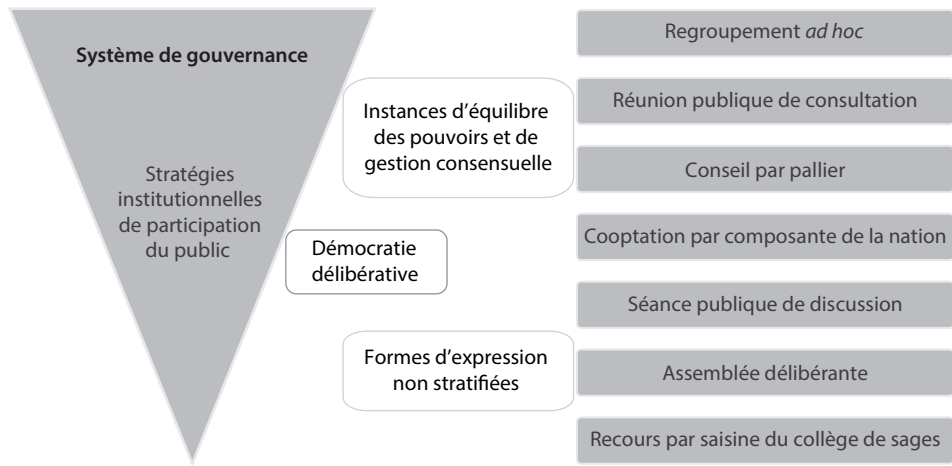 Système de gouvernance
Stratégies
institutionnelles
de participation
du public
Démocratie
délibérative
Instances d'équilibre
des pouvoirs et de
gestion consensuelle
Formes d'expression
non stratifiées
Regroupement ad hoc
Réunion publique de consultation
Conseil par pallier
Cooptation par composante de la nation
Séance publique de discussion
Assemblée délibérante
Recours par saisine du collège de sages